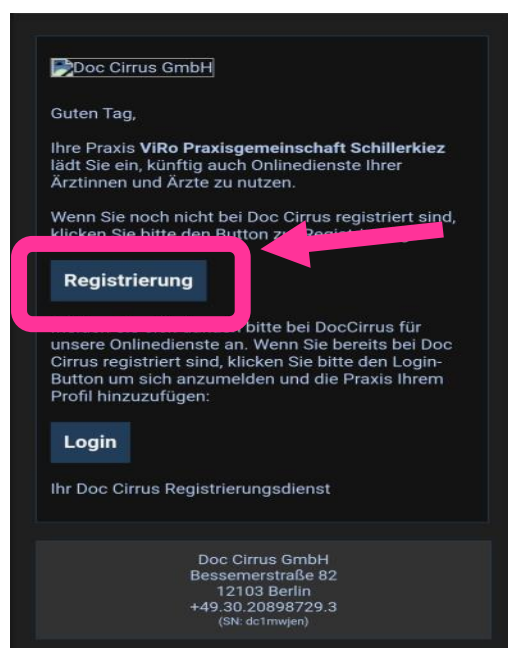 Doc Cirrus GmbH
Guten Tag,
Ihre Praxis ViRo Praxisgemeinschaft Schillerkiez
lädt Sie ein, künftig auch Onlinedienste Ihrer
Ärztinnen und Ärzte zu nutzen.
Wenn Sie noch nicht bei Doc Cirrus registriert sind,
klicken Sie bitte den Button
Registrierung
bitte bei DocCirrus für
unsere Onlinedienste an. Wenn Sie bereits bei Doc
Cirrus registriert sind, klicken Sie bitte den Login-
Button um sich anzumelden und die Praxis Ihrem
Profil hinzuzufügen:
Login
Ihr Doc Cirrus Registrierungsdienst
Doc Cirrus GmbH
Bessemerstraße 82
12103 Berlin
+49.30.20898729.3
(SN: dc1mwjen)